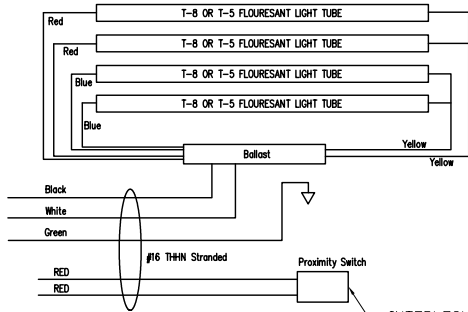 T-8 OR T-5 FLOURESANT LIGHT TUBE
Red
T-8 OR T-5 FLOURESANT LIGHT TUBE
Red
T-8 OR T-5 FLOURESANT LIGHT TUBE
Blue
T-8 OR T-5 FLOURESANT LIGHT TUBE
Blue
Yellow
Ballast
Yellow
Black
White
Green
#16 THHN Stranded
Proximity Switch
RED
RED